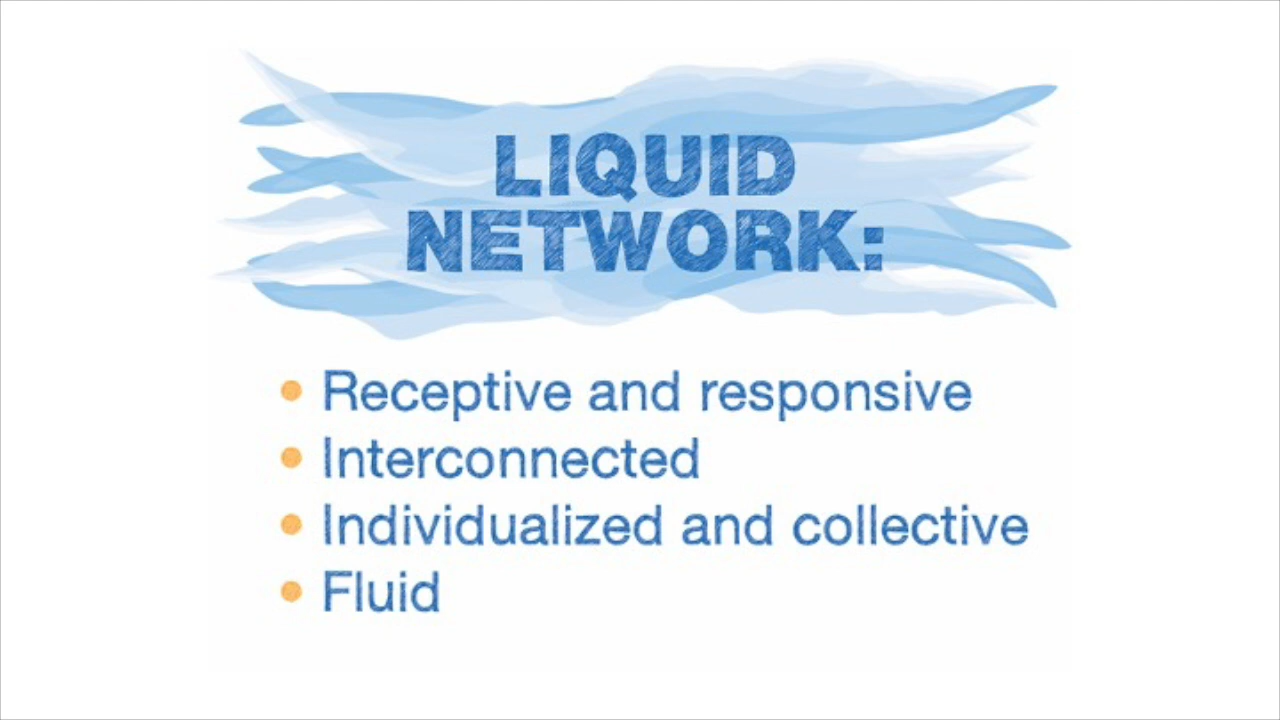 LIQUID
NETWORK:
• Receptive and responsive
• Interconnected
• Individualized and collective
• Fluid